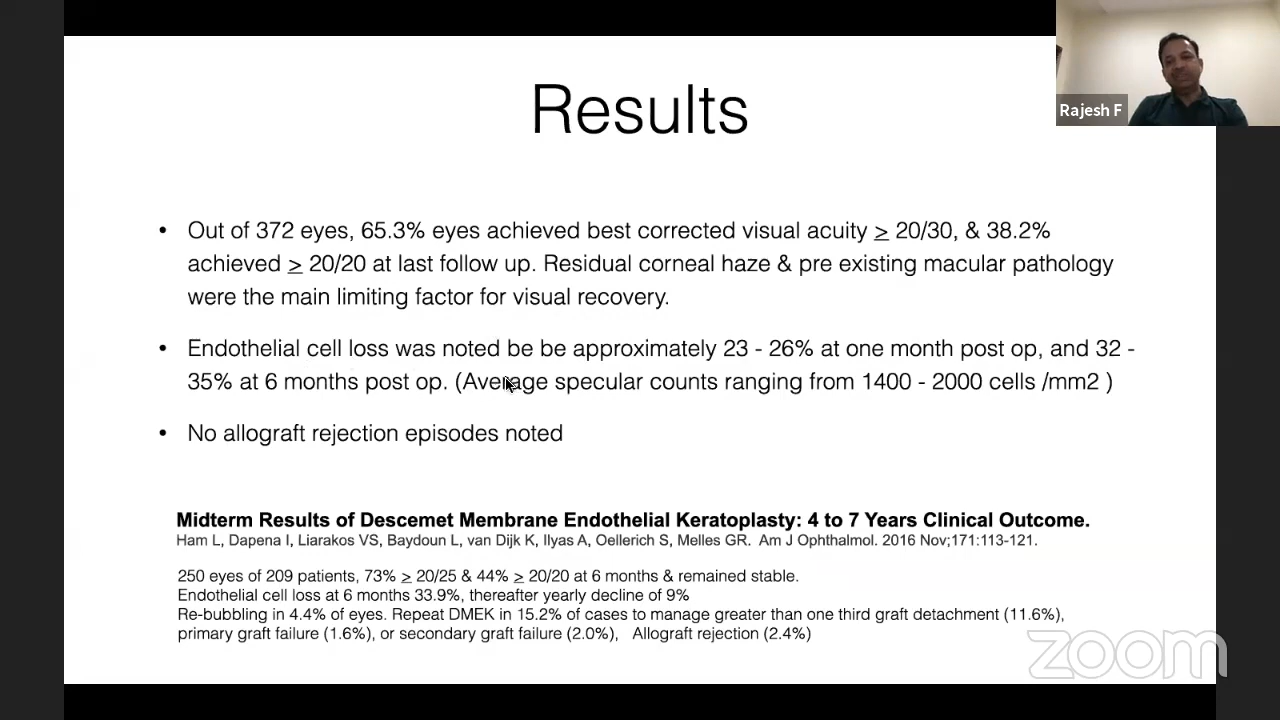 Results
Rajesh F
• Out of 372 eyes, 65.3% eyes achieved best corrected visual acuity ≥ 20/30, & 38.2%
achieved ≥ 20/20 at last follow up. Residual corneal haze & pre existing macular pathology
were the main limiting factor for visual recovery.
• Endothelial cell loss was noted be be approximately 23 - 26% at one month post op, and 32 -
35% at 6 months post op. (Average specular counts ranging from 1400 - 2000 cells /mm2 )
• No allograft rejection episodes noted
Midterm Results of Descemet Membrane Endothelial Keratoplasty: 4 to 7 Years Clinical Outcome.
Ham L, Dapena I, Liarakos VS, Baydoun L, van Dijk K, Ilyas A, Oellerich S, Melles GR. Am J Ophthalmol. 2016 Nov;171:113-121.
250 eyes of 209 patients, 73% ≥ 20/25 & 44% ≥ 20/20 at 6 months & remained stable.
Endothelial cell loss at 6 months 33.9%, thereafter yearly decline of 9%
Re-bubbling in 4.4% of eyes. Repeat DMEK in 15.2% of cases to manage greater than one third graft detachment (11.6%),
primary graft failure (1.6%), or secondary graft failure (2.0%), Allograft rejection (2.4%)
zoom